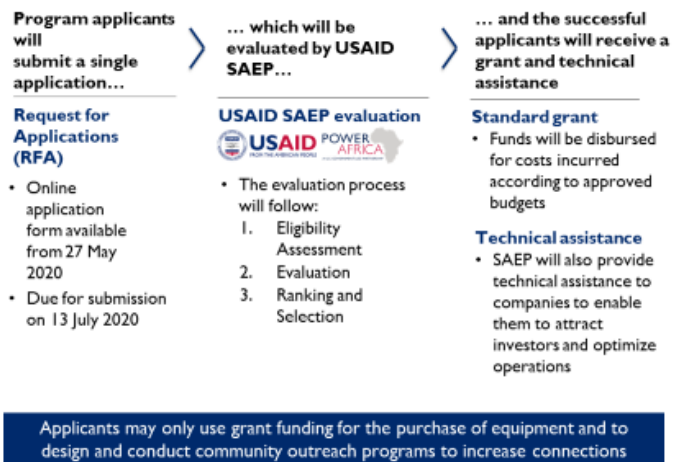 Program applicants
will
submit a single
application…
Request for
Applications
(RFA)
• Online
application
form available
from 27 May
2020
• Due for submission
on 13 July 2020
… which will be
evaluated by USAID
SAEP…
USAID SAEP evaluation
USAID
FROM THE AMERICAN PEOPLE
POWER
AFRICA
• The evaluation process
will follow:
1. Eligibility
Assessment
2. Evaluation
3. Ranking and
Selection
… and the successful
applicants will receive a
grant and technical
assistance
Standard grant
• Funds will be disbursed
for costs incurred
according to approved
budgets
Technical assistance
• SAEP will also provide
technical assistance to
companies to enable
them to attract
investors and optimize
operations
Applicants may only use grant funding for the purchase of equipment and to
design and conduct community outreach programs to increase connections